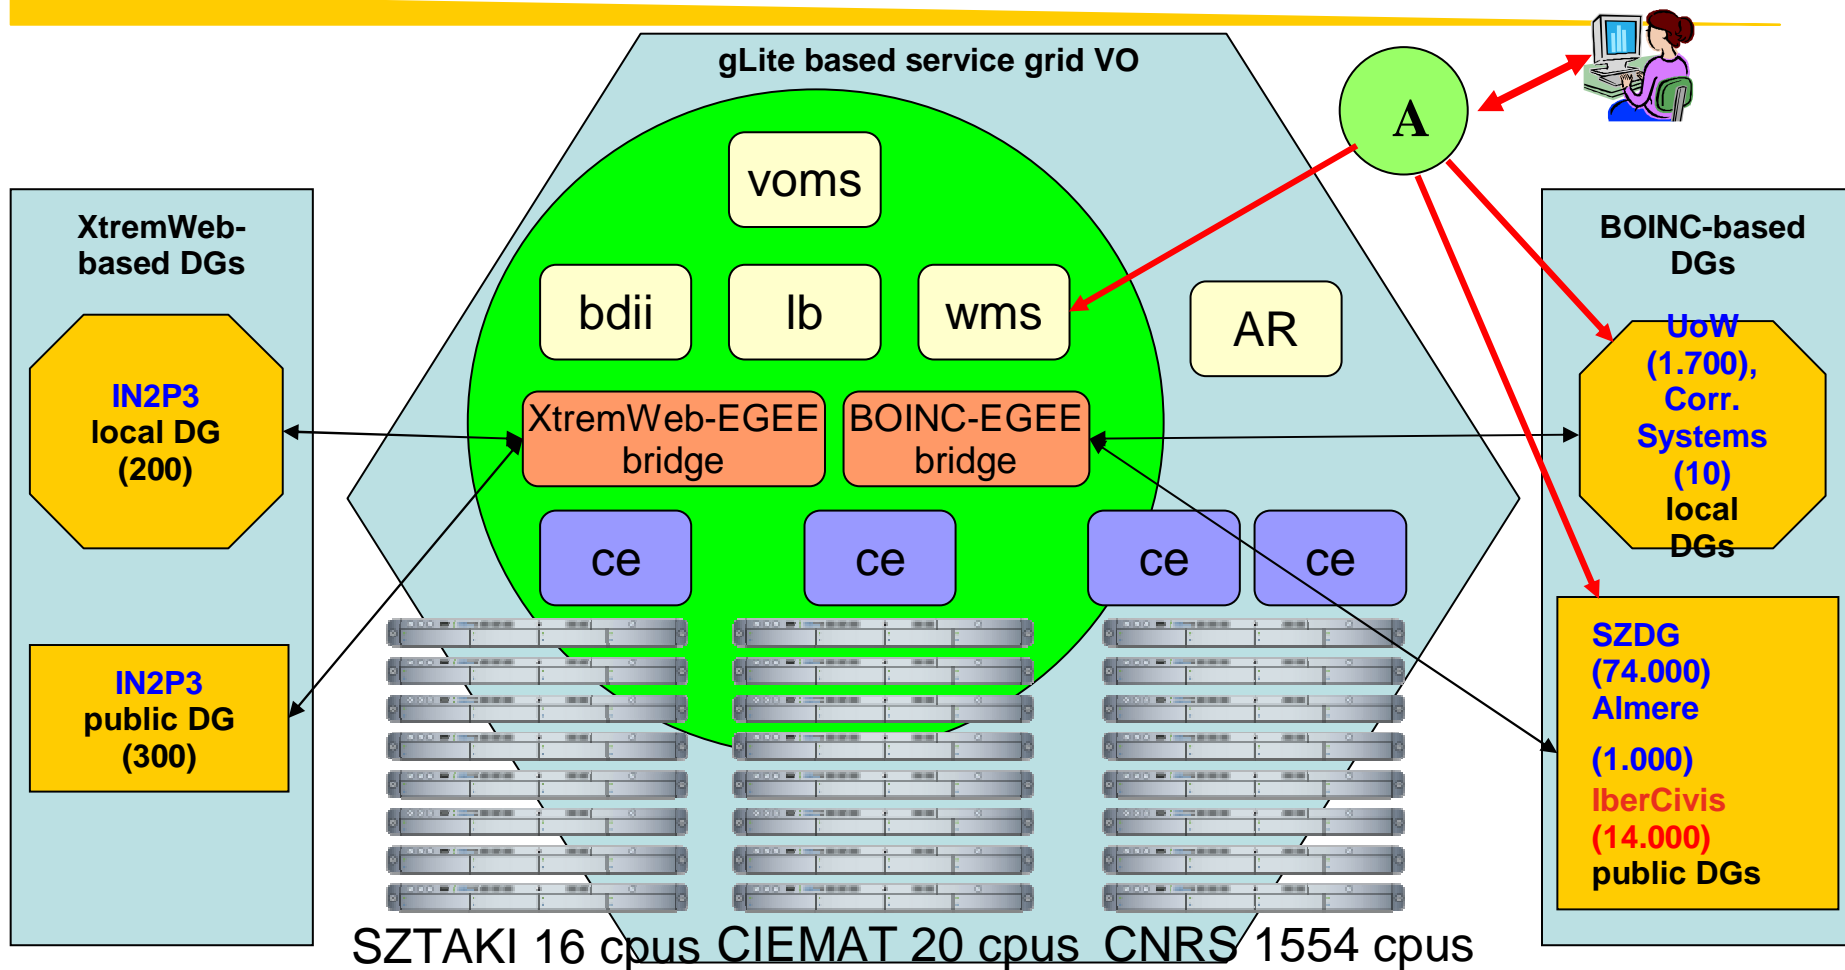 gLite based service grid VO
A
voms
XtremWeb-
based DGs
BOINC-based
DGs
bdii
lb
wms
AR
IN2P3
local DG
(200)
XtremWeb-EGEE
bridge
BOINC-EGEE
bridge
UoW
(1.700),
Corr.
Systems
(10)
local
DGs
ce
ce
ce
ce
IN2P3
public DG
(300)
SZDG
(74.000)
Almere
(1.000)
IberCivis
(14.000)
public DGs
SZTAKI 16 cpus
CIEMAT 20 cpus
CNRS 1554 cpus